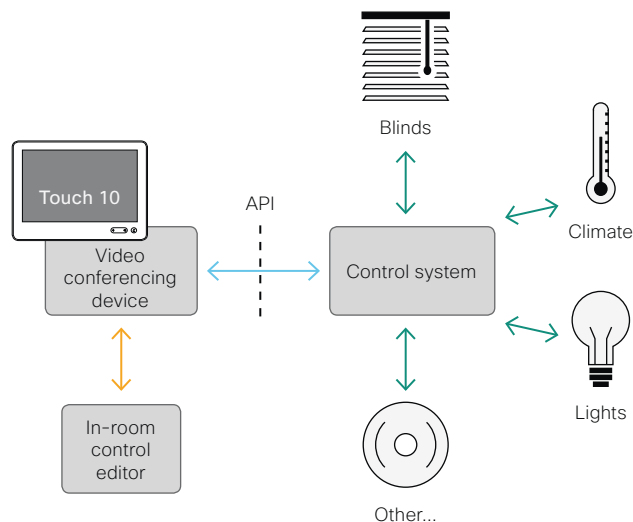 Blinds
Touch 10
API
Climate
Video
conferencing
device
Control system
In-room
control
editor
Lights
Other...